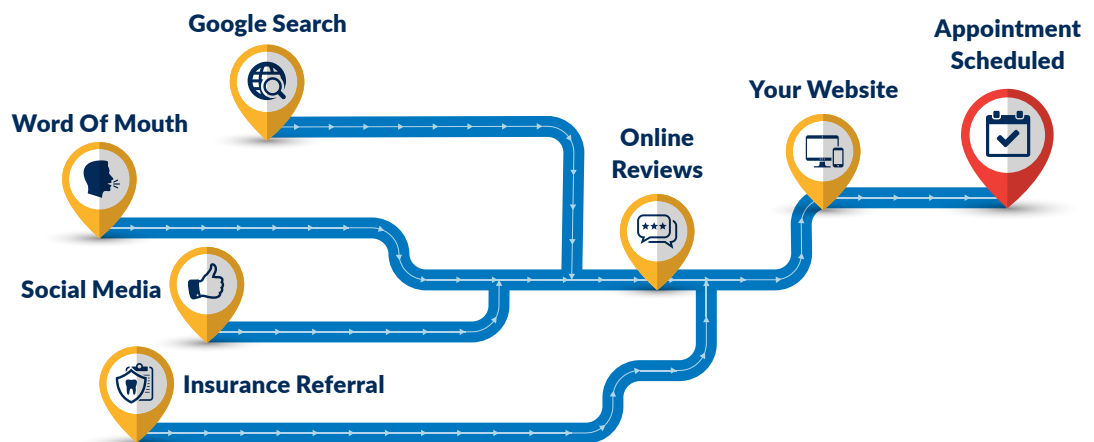 Google Search
Appointment
Scheduled
Your Website
Word Of Mouth
Online
Reviews
Social Media
Insurance Referral